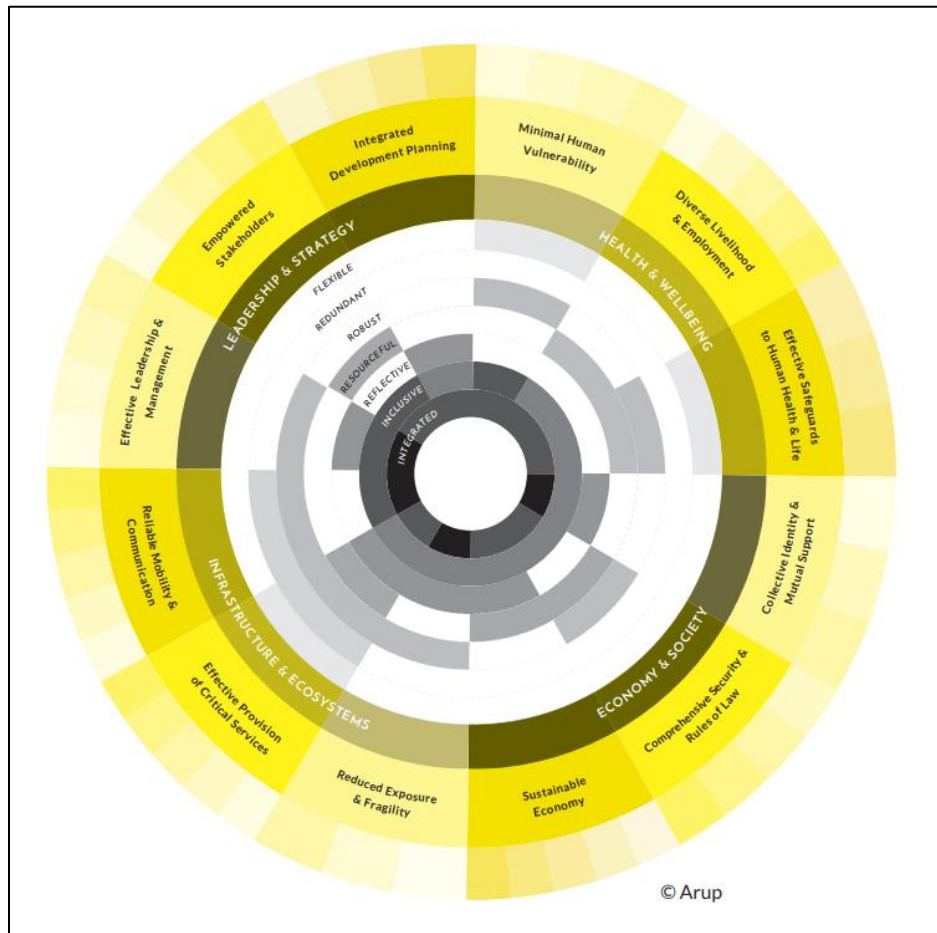 Integrated
Development Planning
Minimal Human
Vulnerability
Diverse Livelihood
& Employment
Effective Safeguards
to Human Health & Life
Collective Identity &
Mutual Support
Comprehensive Security &
Rules of Law
Sustainable
Economy
Reduced Exposure
& Fragility
Effective Provision
of Critical Services
Reliable Mobility &
Communication
Effective Leadership &
Management
Empowered
Stakeholders
LEADERSHIP & STRATEGY
HEALTH & WELLBEING
ECONOMY & SOCIETY
INFRASTRUCTURE & ECOSYSTEMS
FLEXIBLE
REDUNDANT
ROBUST
RESOURCEFUL
REFLECTIVE
INCLUSIVE
INTEGRATED
© Arup